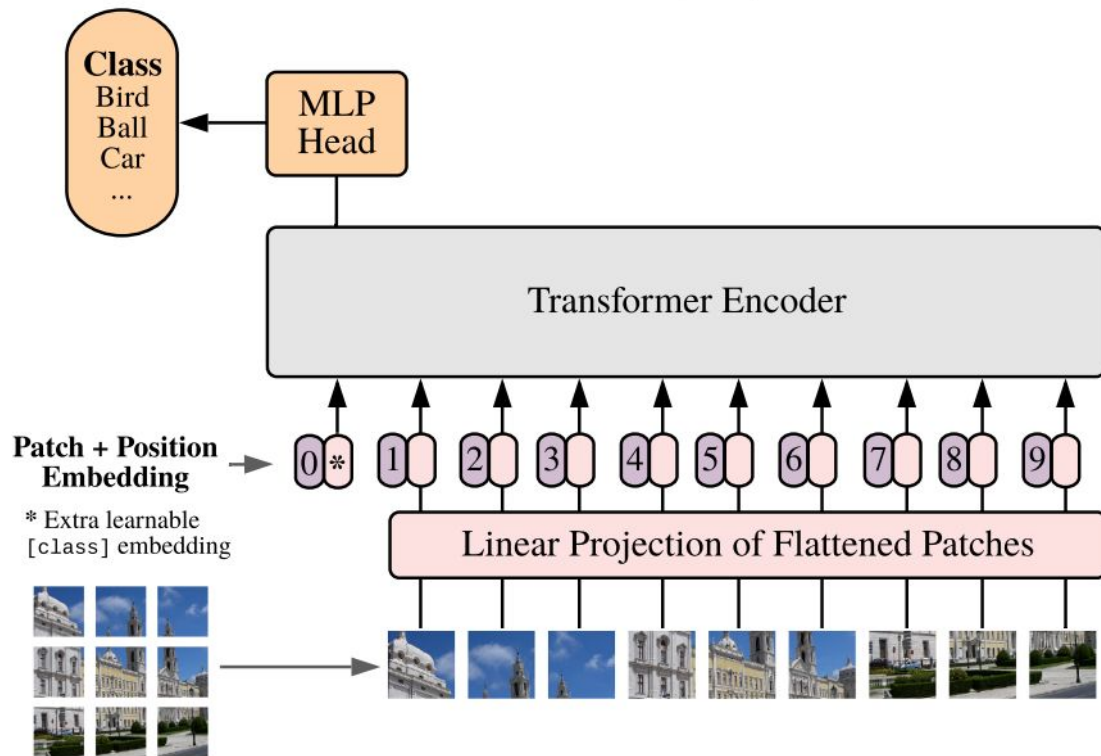 Class
Bird
Ball
Car
...
MLP
Head
Transformer Encoder
Patch + Position
Embedding
0 * 1 2 3 4 5 6 7 8 9
* Extra learnable
[class] embedding
Linear Projection of Flattened Patches